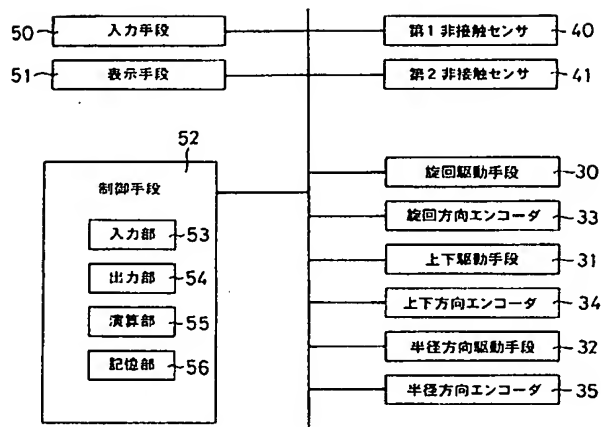 50 入力手段
第1非接触センサ 40
51 表示手段
第2非接触センサ 41
52
制御手段
入力部 53
出力部 54
演算部 55
記憶部 56
旋回駆動手段 30
旋回方向エンコーダ 33
上下駆動手段 31
上下方向エンコーダ 34
半径方向駆動手段 32
半径方向エンコーダ 35